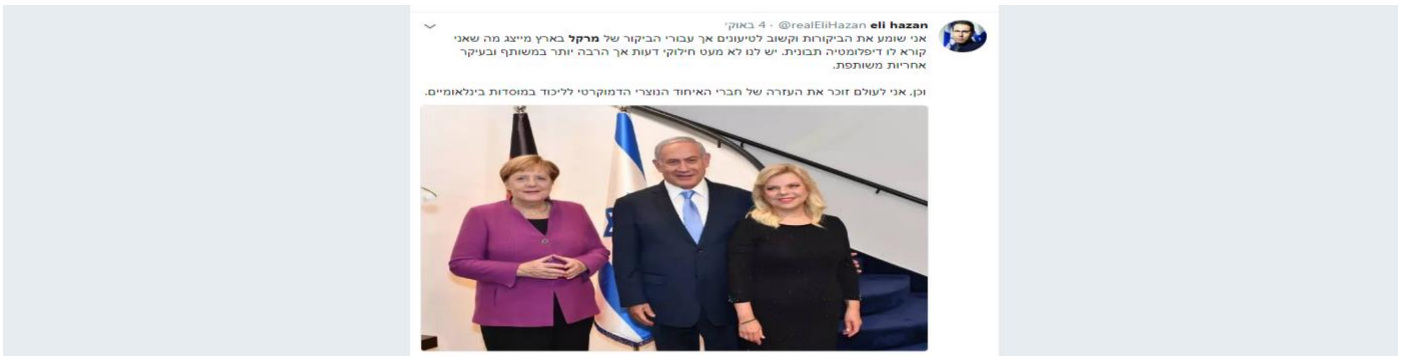 eli hazan @realEliHazan · 4 באוק׳
אני שומע את הביקורות וקשוב לטיעונים אך עבורי הביקור של מרקל בארץ מייצג מה שאני
קורא לו דיפלומטיה תבונית. יש לנו לא מעט חילוקי דעות אך הרבה יותר במשותף ובעיקר
אחריות משותפת.
וכן, אני לעולם זוכר את העזרה של חברי האיחוד הנוצרי הדמוקרטי לליכוד במוסדות בינלאומיים.